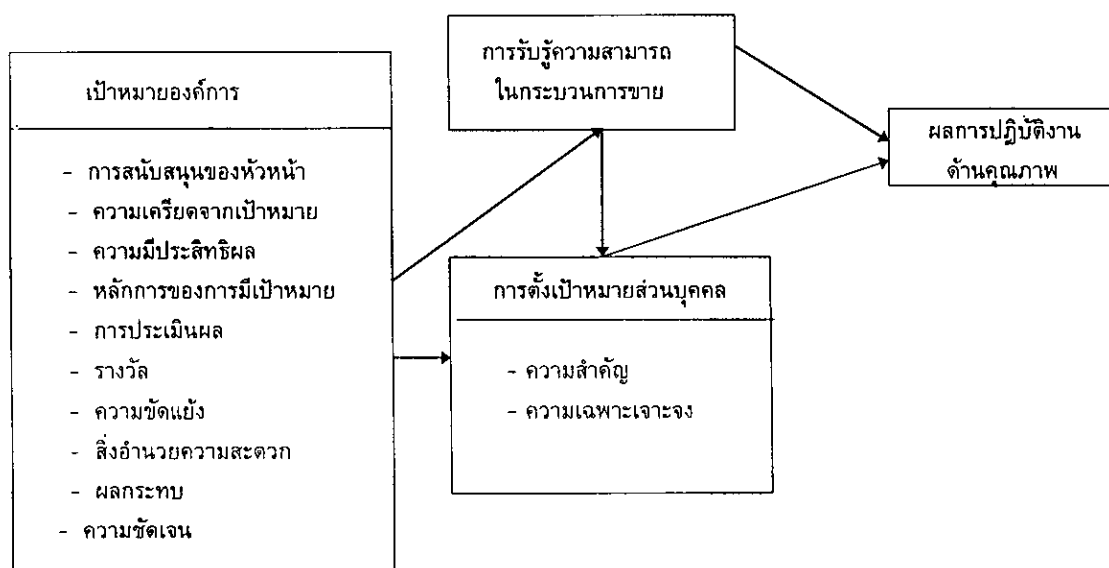 เป้าหมายองค์การ
- การสนับสนุนของหัวหน้า
- ความเครียดจากเป้าหมาย
- ความมีประสิทธิผล
- หลักการของการมีเป้าหมาย
- การประเมินผล
- รางวัล
- ความขัดแย้ง
- สิ่งอำนวยความสะดวก
- ผลกระทบ
- ความชัดเจน
การรับรู้ความสามารถ
ในกระบวนการขาย
การตั้งเป้าหมายส่วนบุคคล
- ความสำคัญ
- ความเฉพาะเจาะจง
ผลการปฏิบัติงาน
ด้านคุณภาพ